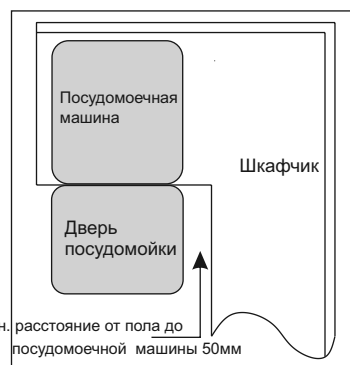 Посудомоечная
машина
Шкафчик
Дверь
посудомойки
расстояние от пола до
посудомоечной машины 50мм